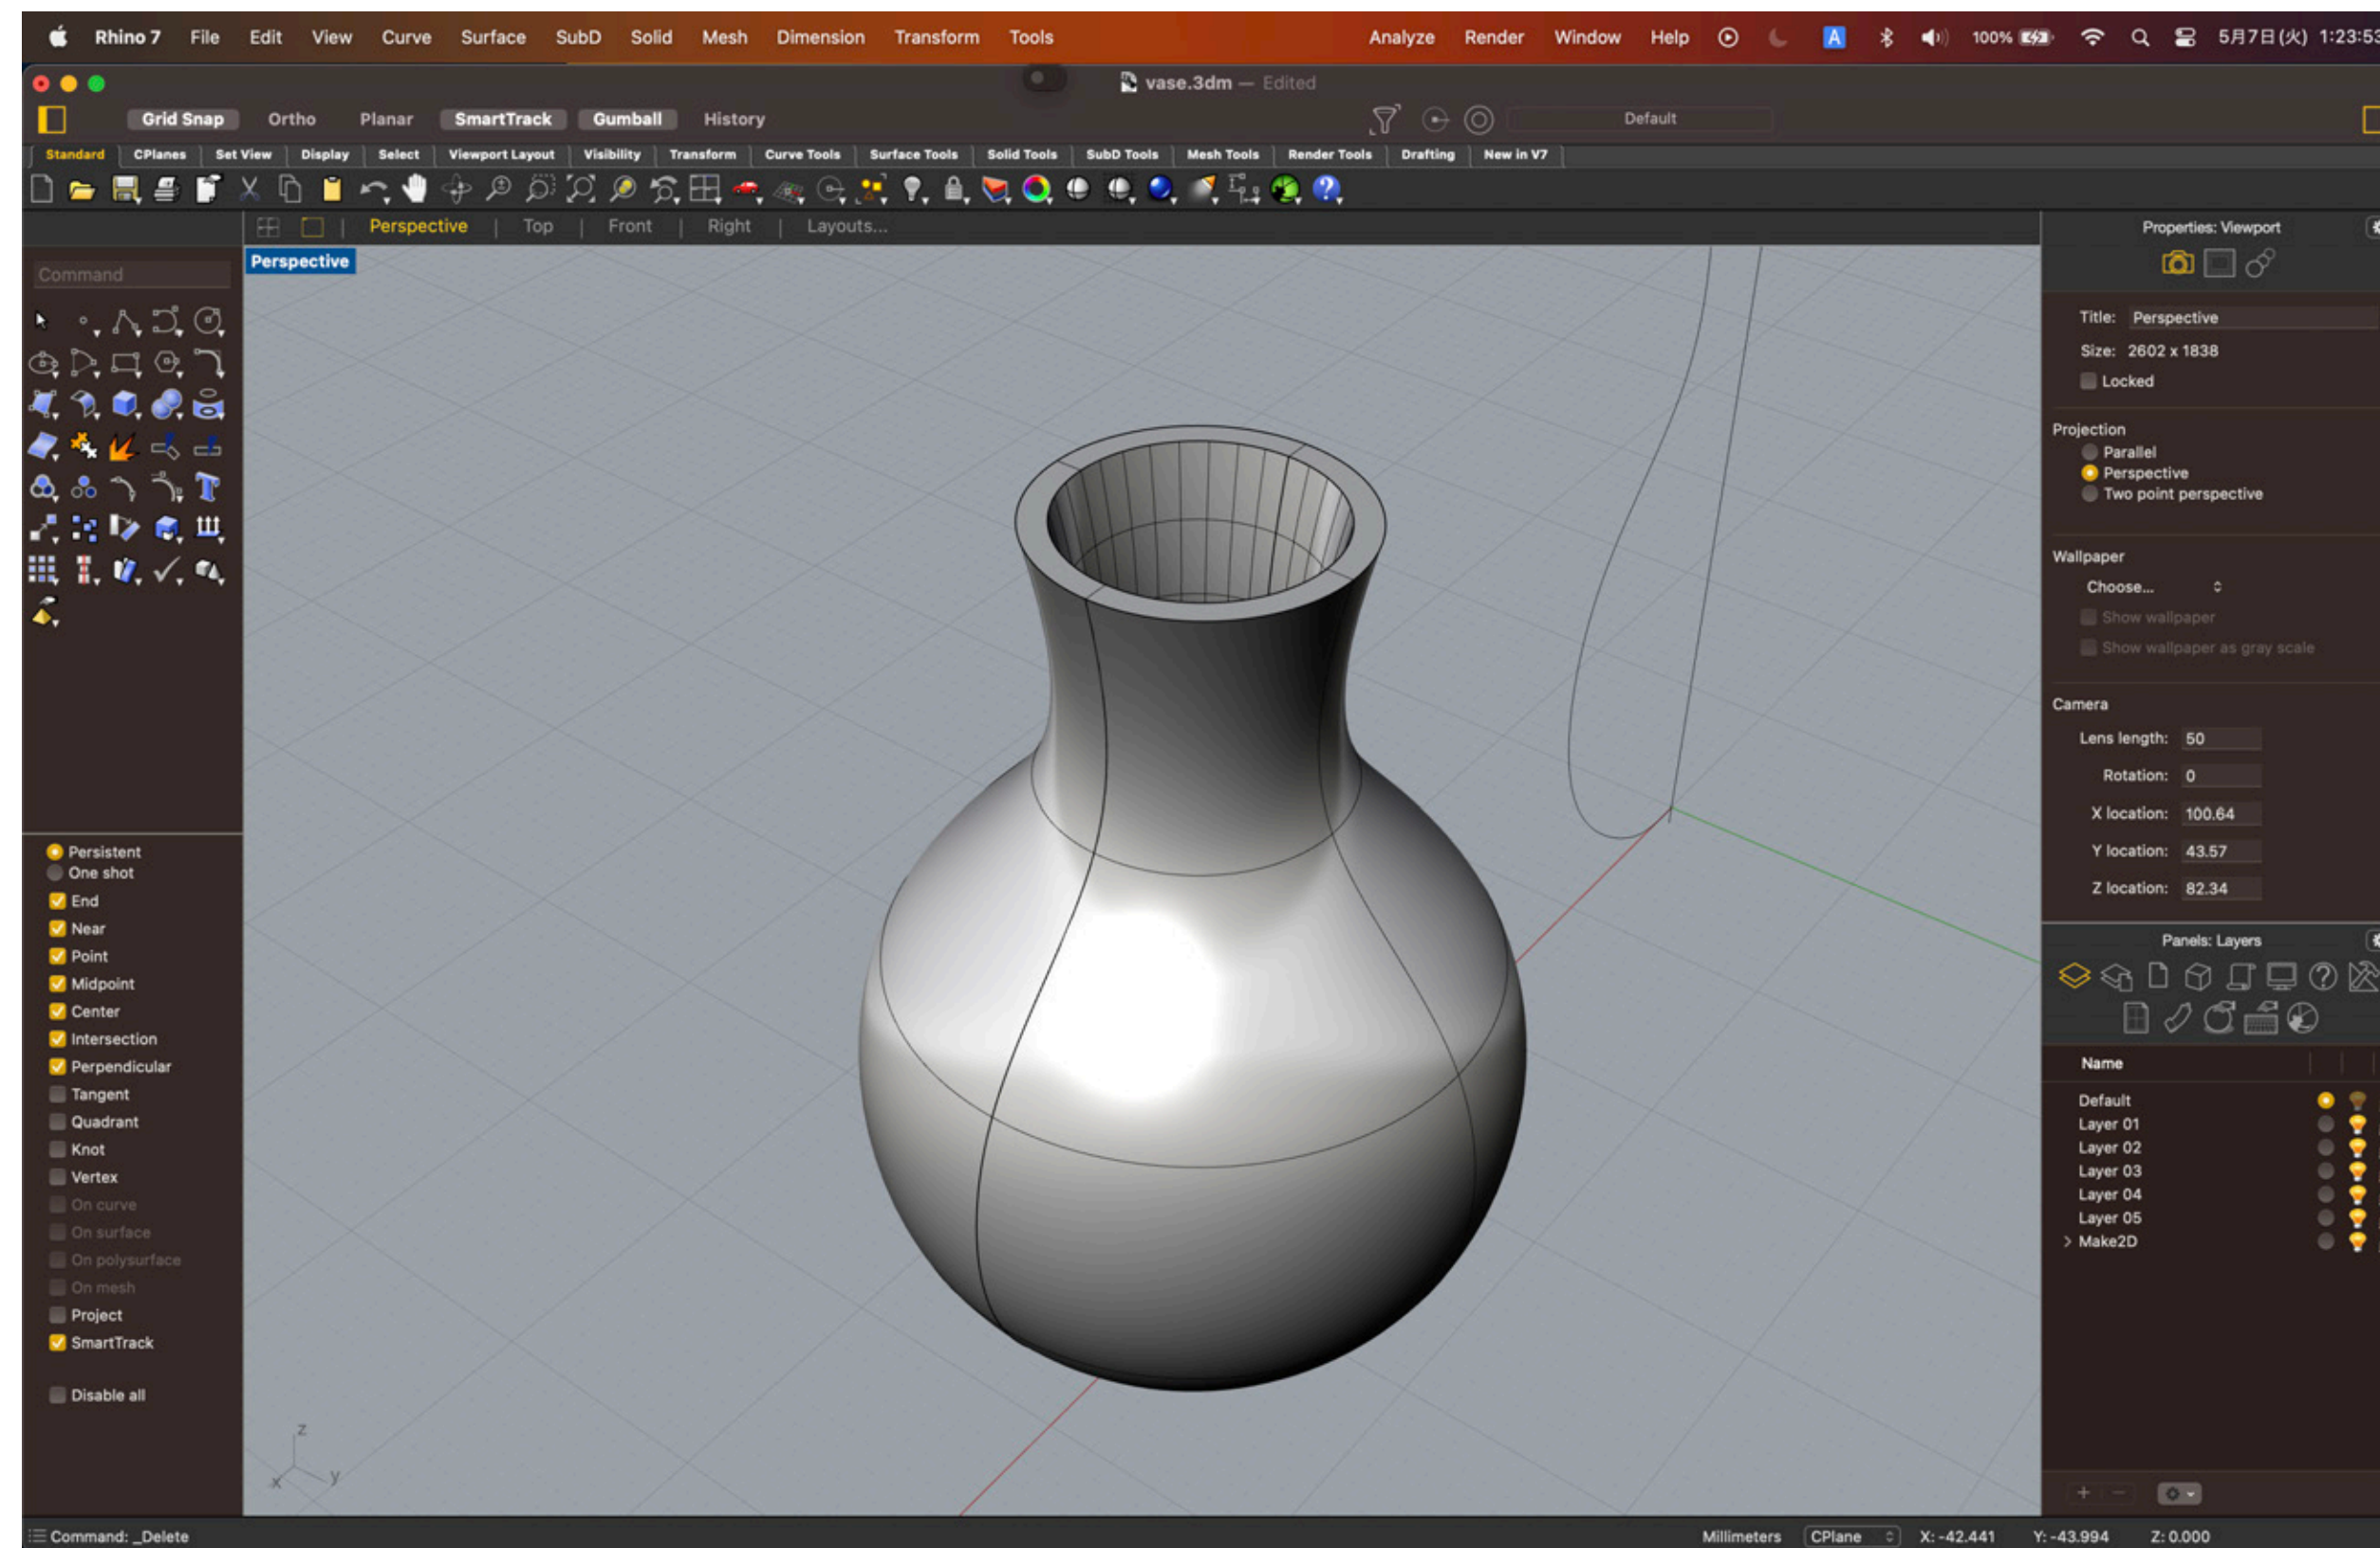 Rhino 7 File Edit View Curve Surface SubD Solid Mesh Dimension Transform Tools Analyze Render Window Help A 100% 5月7日(火) 1:23:53
vase.3dm — Edited
Grid Snap Ortho Planar SmartTrack Gumball History Default
Standard CPlanes Set View Display Select Viewport Layout Visibility Transform Curve Tools Surface Tools Solid Tools SubD Tools Mesh Tools Render Tools Drafting New in V7
Perspective | Top | Front | Right | Layouts...
Perspective
Command
Persistent
One shot
End
Near
Point
Midpoint
Center
Intersection
Perpendicular
Tangent
Quadrant
Knot
Vertex
On curve
On surface
On polysurface
On mesh
Project
SmartTrack
Disable all
z
x y
Properties: Viewport
Title: Perspective
Size: 2602 x 1838
Locked
Projection
Parallel
Perspective
Two point perspective
Wallpaper
Choose...
Show wallpaper
Show wallpaper as gray scale
Camera
Lens length: 50
Rotation: 0
X location: 100.64
Y location: 43.57
Z location: 82.34
Panels: Layers
Name
Default
Layer 01
Layer 02
Layer 03
Layer 04
Layer 05
Make2D
Command: _Delete Millimeters CPlane X: -42.441 Y: -43.994 Z: 0.000